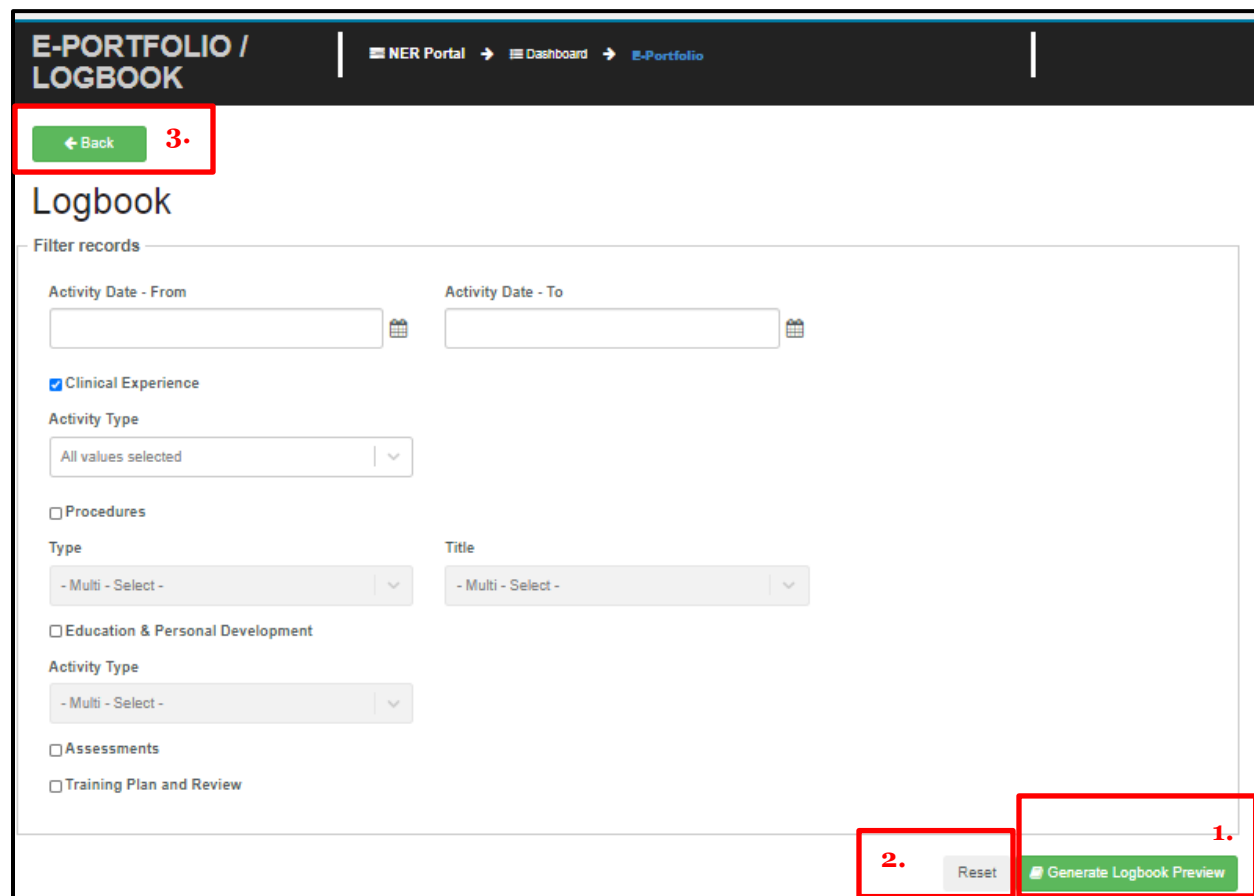 E-PORTFOLIO /
LOGBOOK
NER Portal
Dashboard
E-Portfolio
Back
3.
Logbook
Filter records
Activity Date - From
Activity Date - To
Clinical Experience
Activity Type
All values selected
Procedures
Type
Title
- Multi - Select -
- Multi - Select -
Education & Personal Development
Activity Type
- Multi - Select -
Assessments
Training Plan and Review
1.
2.
Reset
Generate Logbook Preview